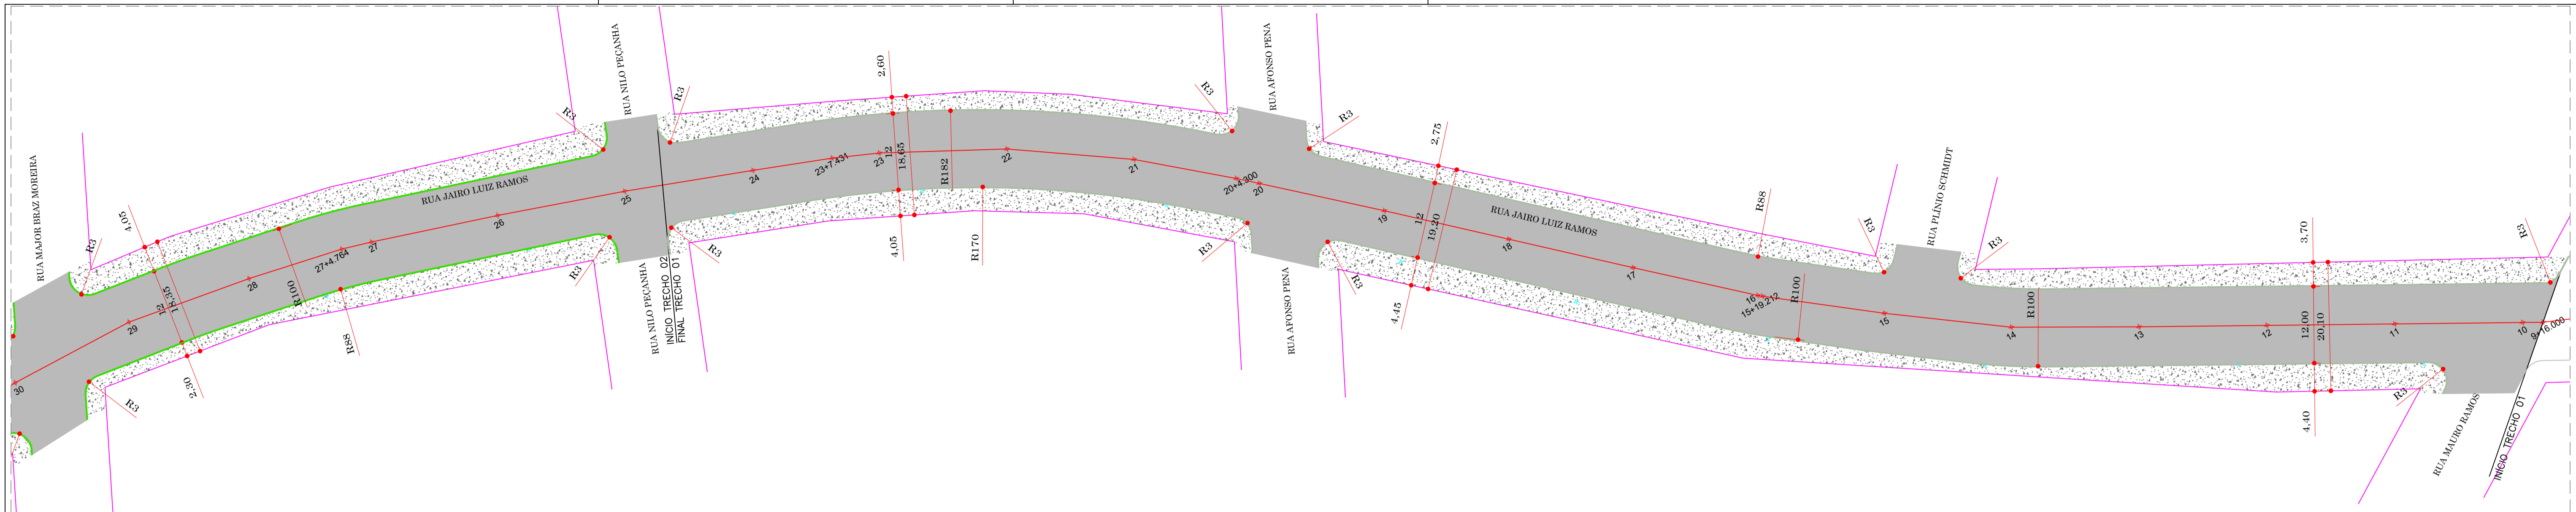 RUA MAJOR BRAZ MOREIRA
R3
4,05
12
18,35
2,30
R3
30
29
28
27+4.764
27
26
25
R100
R88
RUA JAIRO LUIZ RAMOS
R3
R3
RUA NILO PEÇANHA
R3
RUA NILO PEÇANHA
INÍCIO TRECHO 02
FINAL TRECHO 01
R3
24
23+7.431
23
2,60
12
18,65
4,05
R182
R170
22
21
20+4.300
20
R3
R3
RUA AFONSO PENA
R3
RUA AFONSO PENA
R3
19
2,75
12
19,20
4,45
RUA JAIRO LUIZ RAMOS
18
17
16
15+19.212
R88
R100
15
R3
RUA PLÍNIO SCHMIDT
R3
14
R100
13
12
3,70
12,00
20,10
4,40
11
10
9+16.000
R3
R3
RUA MAURO RAMOS
INÍCIO TRECHO 01